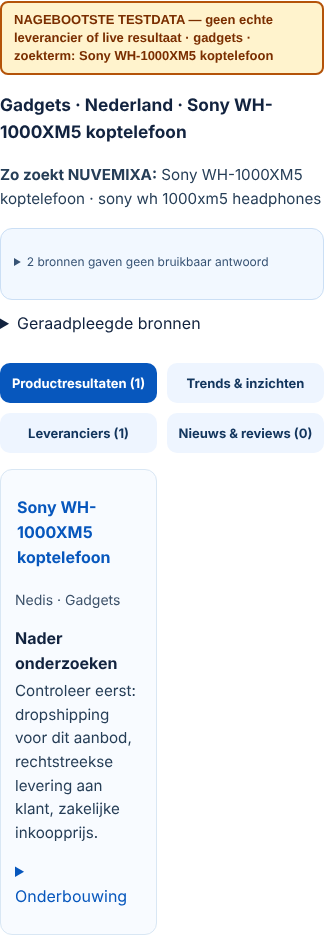 NAGEBOOTSTE TESTDATA — geen echte
leverancier of live resultaat · gadgets ·
zoekterm: Sony WH-1000XM5 koptelefoon
Gadgets · Nederland · Sony WH-
1000XM5 koptelefoon
Zo zoekt NUVEMIXA: Sony WH-1000XM5
koptelefoon · sony wh 1000xm5 headphones
2 bronnen gaven geen bruikbaar antwoord
Geraadpleegde bronnen
Productresultaten (1)
Trends & inzichten
Leveranciers (1)
Nieuws & reviews (0)
Sony WH-
1000XM5
koptelefoon
Nedis · Gadgets
Nader
onderzoeken
Controleer eerst:
dropshipping
voor dit aanbod,
rechtstreekse
levering aan
klant, zakelijke
inkoopprijs.
Onderbouwing